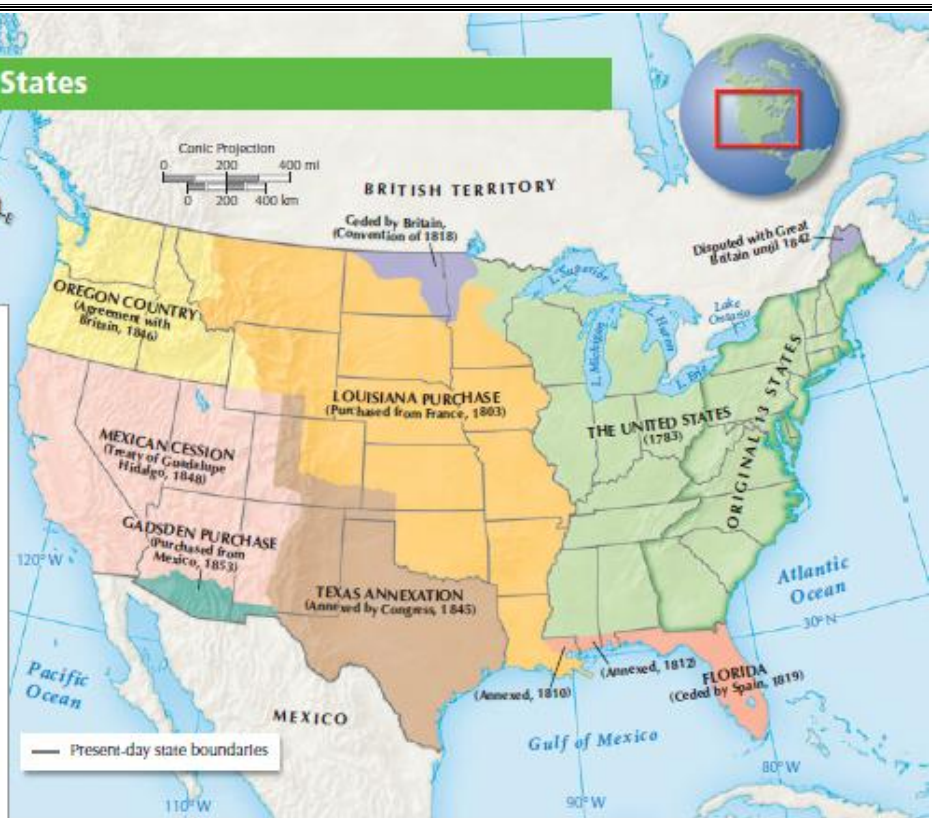 States
Conic Projection
0 200 400 mi
0 200 400 km
BRITISH TERRITORY
Ceded by Britain,
(Convention of 1818)
Disputed with Great
Britain until 1842
L. Superior
L. Michigan
L. Huron
Lake
Ontario
L. Erie
OREGON COUNTRY
(Agreement with
Britain, 1846)
LOUISIANA PURCHASE
(Purchased from France, 1803)
THE UNITED STATES
(1783)
ORIGINAL 13 STATES
MEXICAN CESSION
(Treaty of Guadalupe
Hidalgo, 1848)
GADSDEN PURCHASE
(Purchased from
Mexico, 1853)
120°W
TEXAS ANNEXATION
(Annexed by Congress, 1845)
Atlantic
Ocean
30°N
(Annexed, 1810)
(Annexed, 1812)
FLORIDA
(Ceded by Spain, 1819)
Pacific
Ocean
MEXICO
Gulf of Mexico
Present-day state boundaries
80°W
110°W
90°W